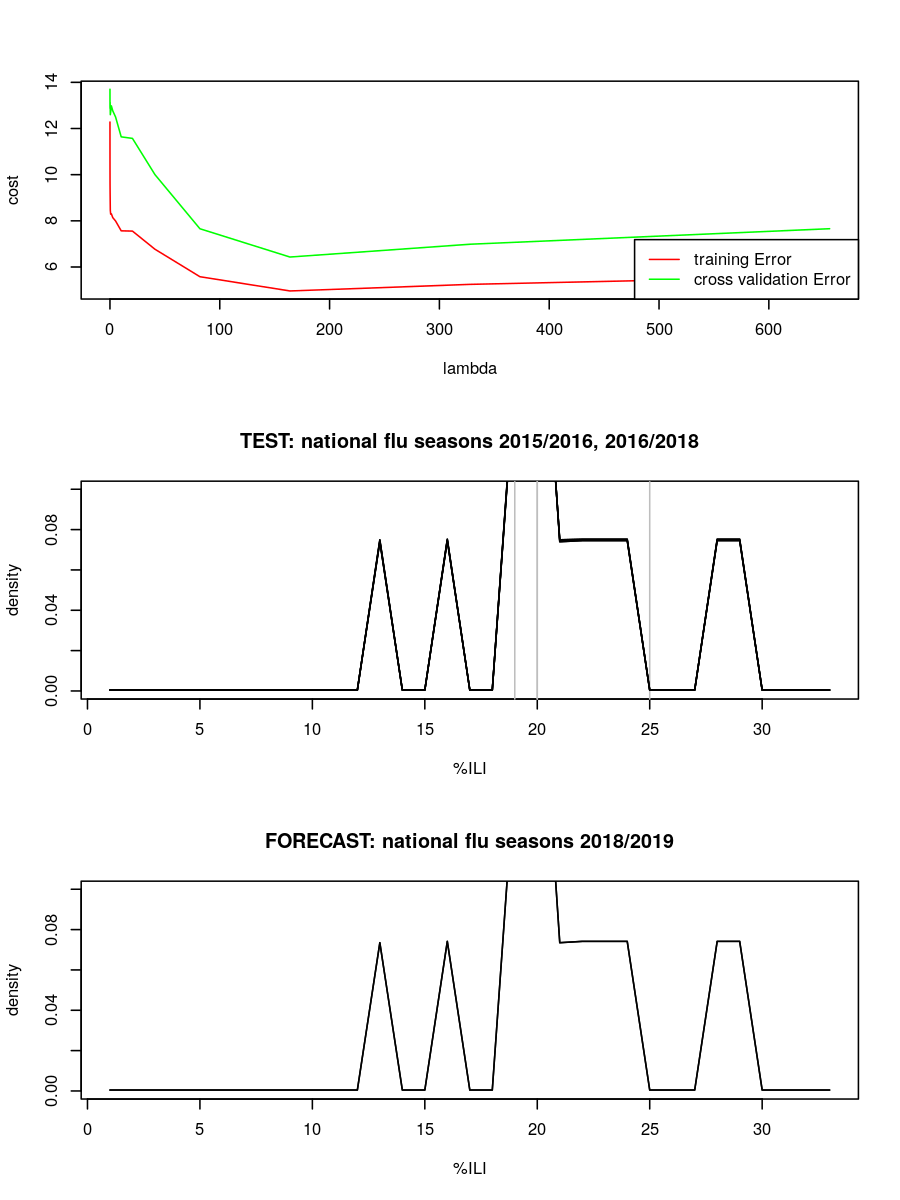 14
12
10
8
6
cost
training Error
cross validation Error
0 100 200 300 400 500 600
lambda
TEST: national flu seasons 2015/2016, 2016/2018
0.08
0.04
0.00
density
0 5 10 15 20 25 30
%ILI
FORECAST: national flu seasons 2018/2019
0.08
0.04
0.00
density
0 5 10 15 20 25 30
%ILI